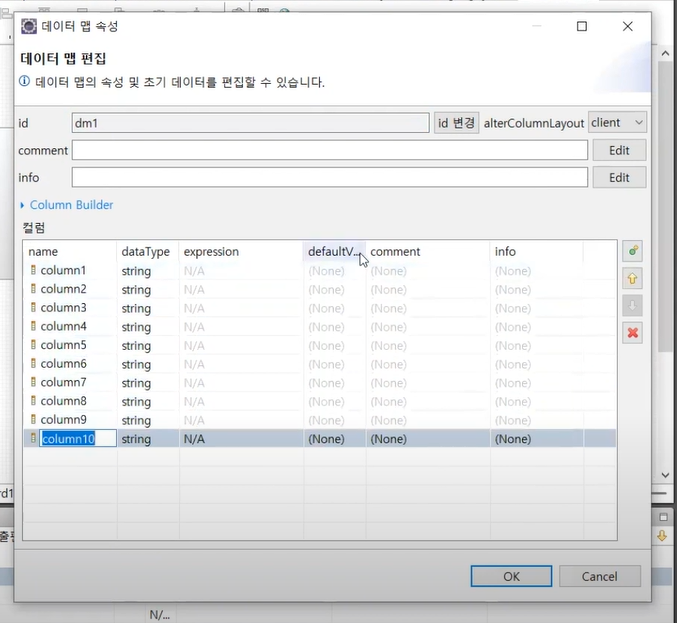 데이터 맵 속성
데이터 맵 편집
데이터 맵의 속성 및 초기 데이터를 편집할 수 있습니다.
id dm1 id 변경 alterColumnLayout client
comment Edit
info Edit
Column Builder
컬럼
name dataType expression defaultV... comment info
column1 string N/A (None) (None) (None)
column2 string N/A (None) (None) (None)
column3 string N/A (None) (None) (None)
column4 string N/A (None) (None) (None)
column5 string N/A (None) (None) (None)
column6 string N/A (None) (None) (None)
column7 string N/A (None) (None) (None)
column8 string N/A (None) (None) (None)
column9 string N/A (None) (None) (None)
column10 string N/A (None) (None) (None)
rd1
OK Cancel
N/...